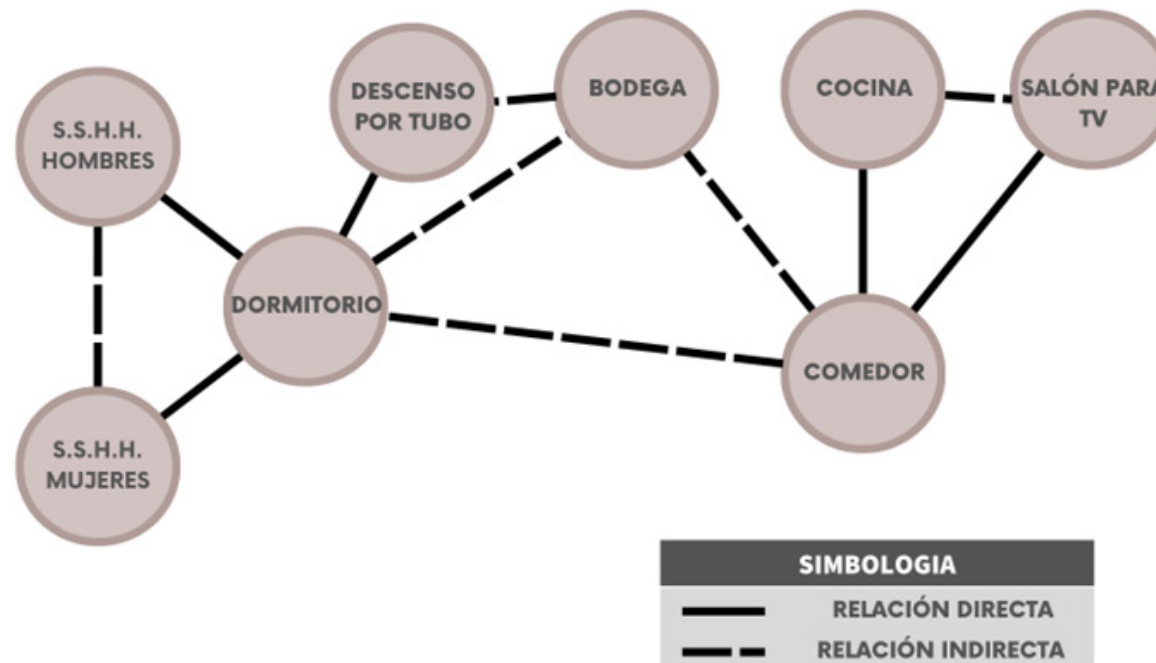 S.S.H.H.
HOMBRES
DESCENSO
POR TUBO
BODEGA
COCINA
SALÓN PARA
TV
DORMITORIO
COMEDOR
S.S.H.H.
MUJERES
SIMBOLOGIA
RELACIÓN DIRECTA
RELACIÓN INDIRECTA